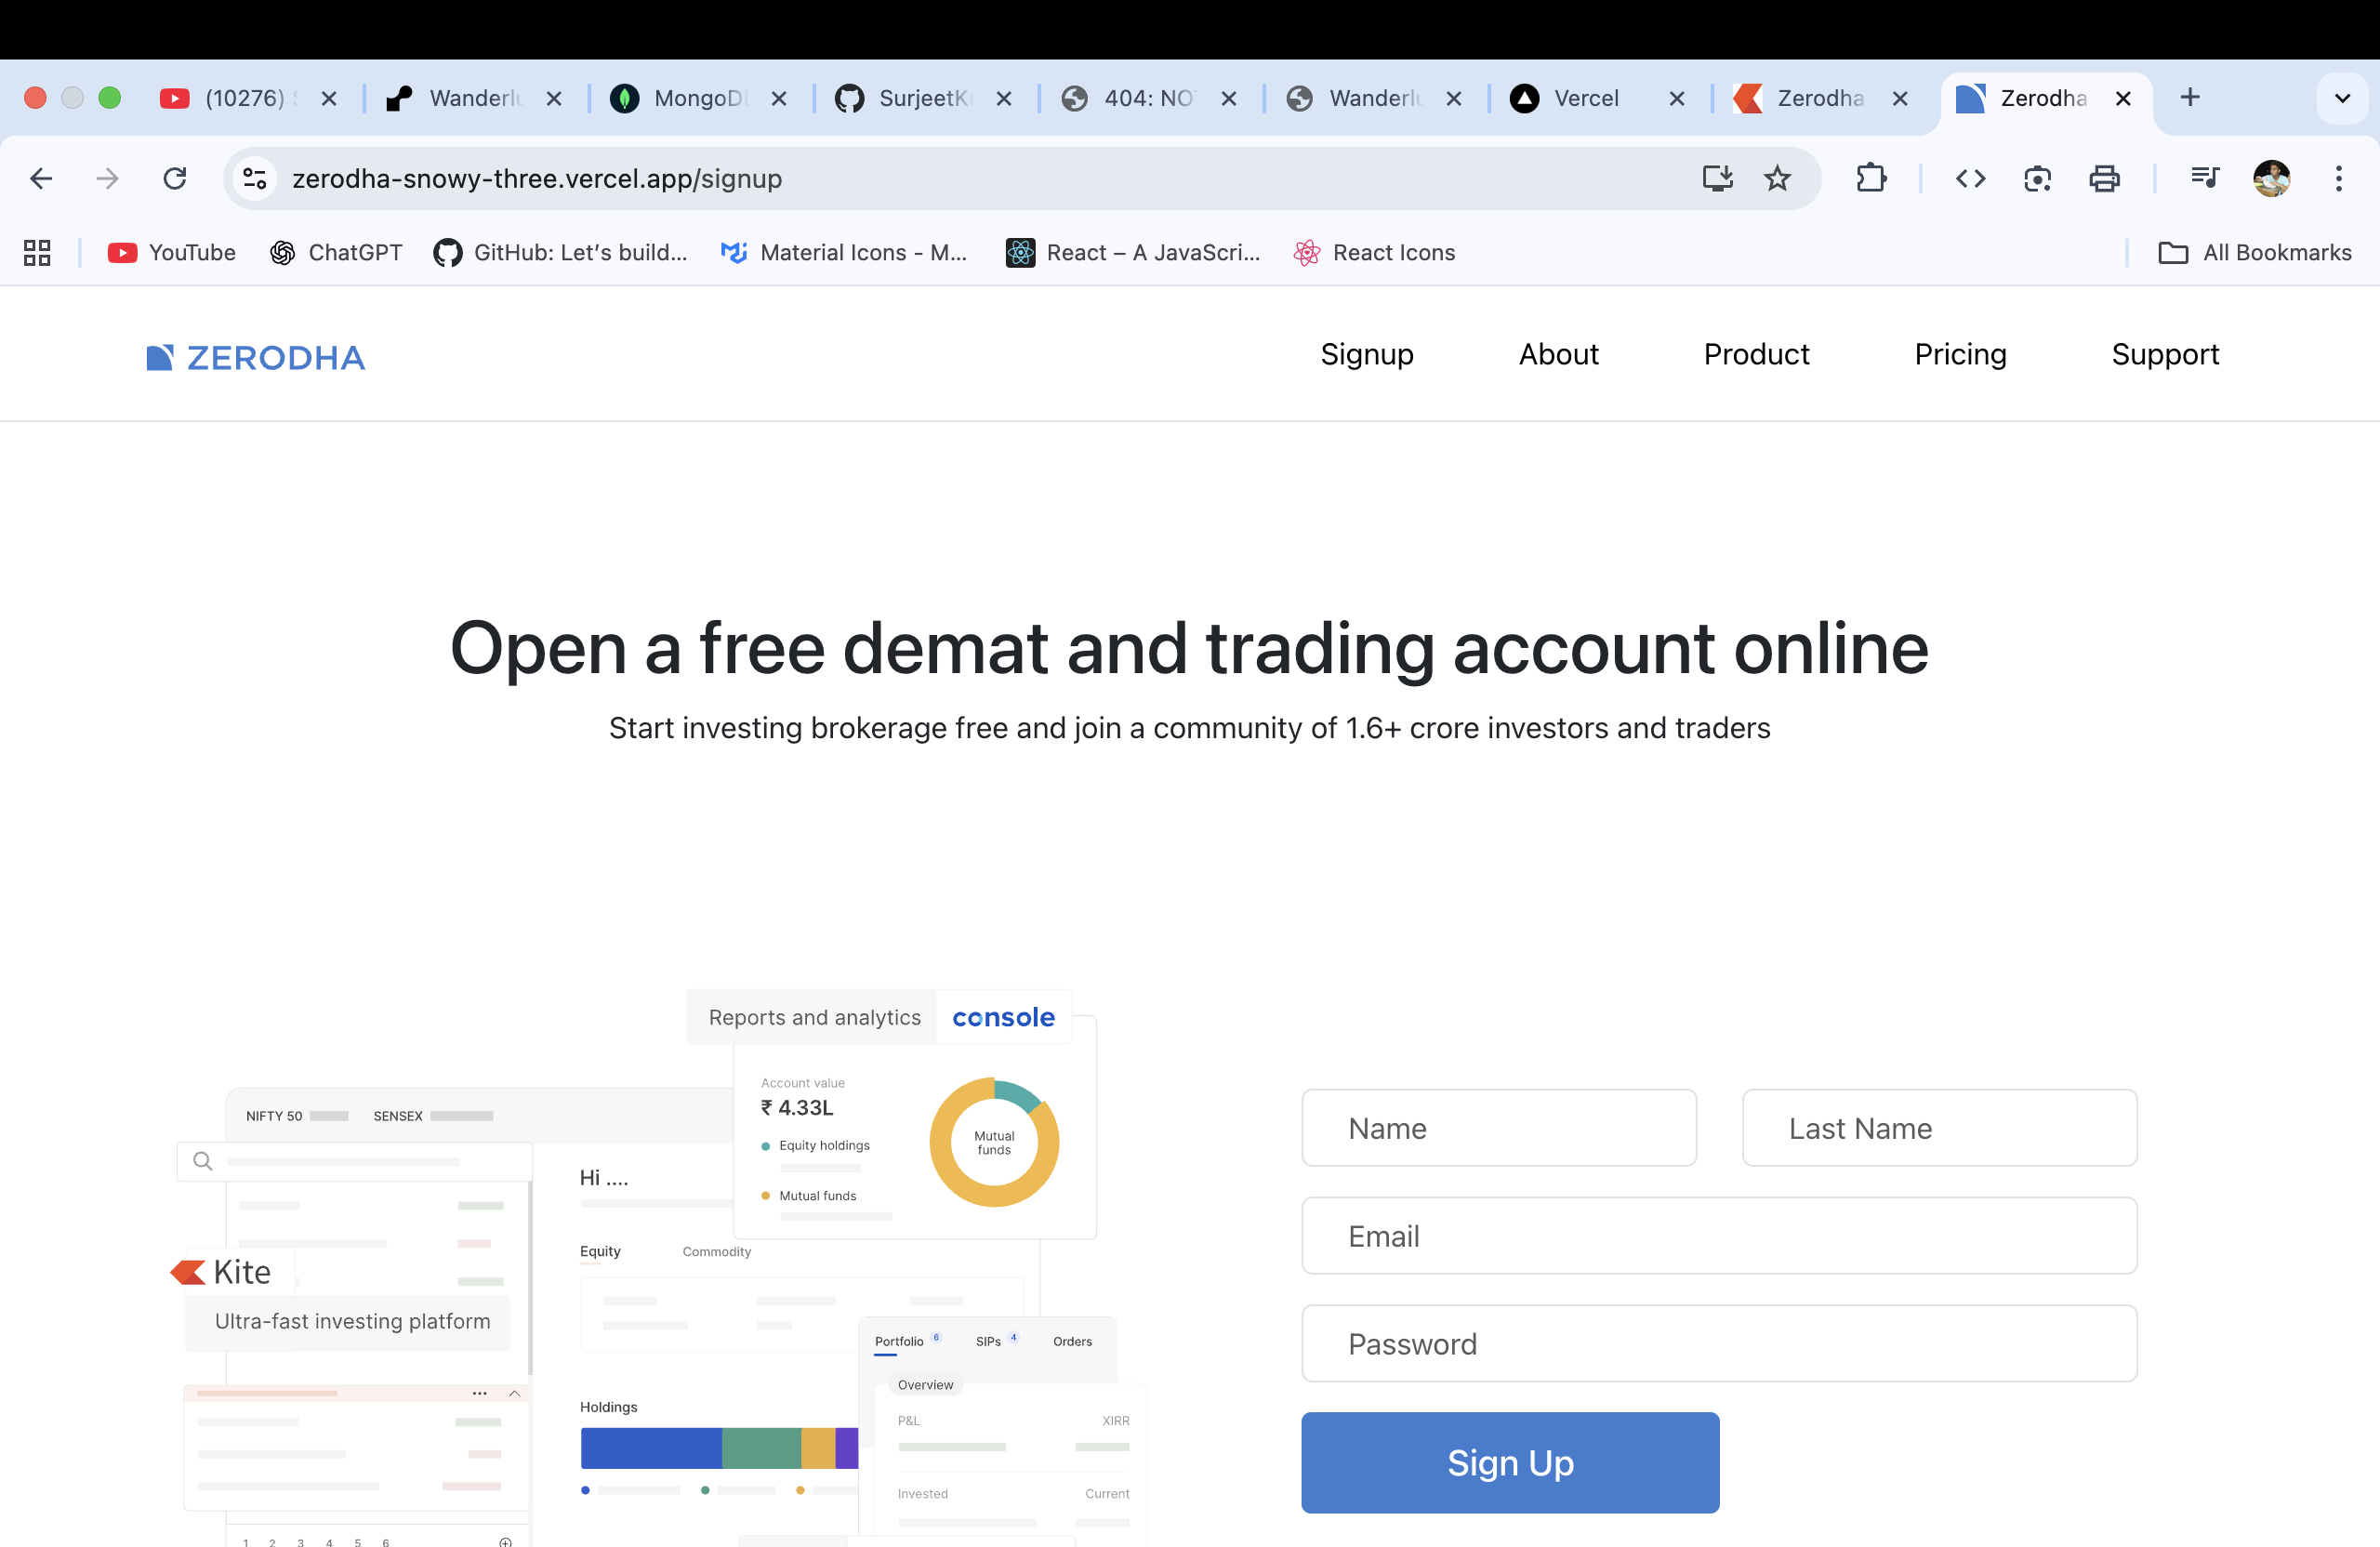 (10276)
Wanderlu
MongoD
SurjeetK
404: NO
Wanderlu
Vercel
Zerodha
Zerodha
zerodha-snowy-three.vercel.app/signup
YouTube
ChatGPT
GitHub: Let's build...
Material Icons - M...
React – A JavaScri...
React Icons
All Bookmarks
ZERODHA
Signup
About
Product
Pricing
Support
Open a free demat and trading account online
Start investing brokerage free and join a community of 1.6+ crore investors and traders
Reports and analytics
console
Account value
₹ 4.33L
Equity holdings
Mutual funds
Mutual
funds
NIFTY 50
SENSEX
Hi ....
Equity
Commodity
Kite
Ultra-fast investing platform
Portfolio 6
SIPs 4
Orders
Overview
P&L
XIRR
Holdings
Invested
Current
1 2 3 4 5 6
Name
Last Name
Email
Password
Sign Up